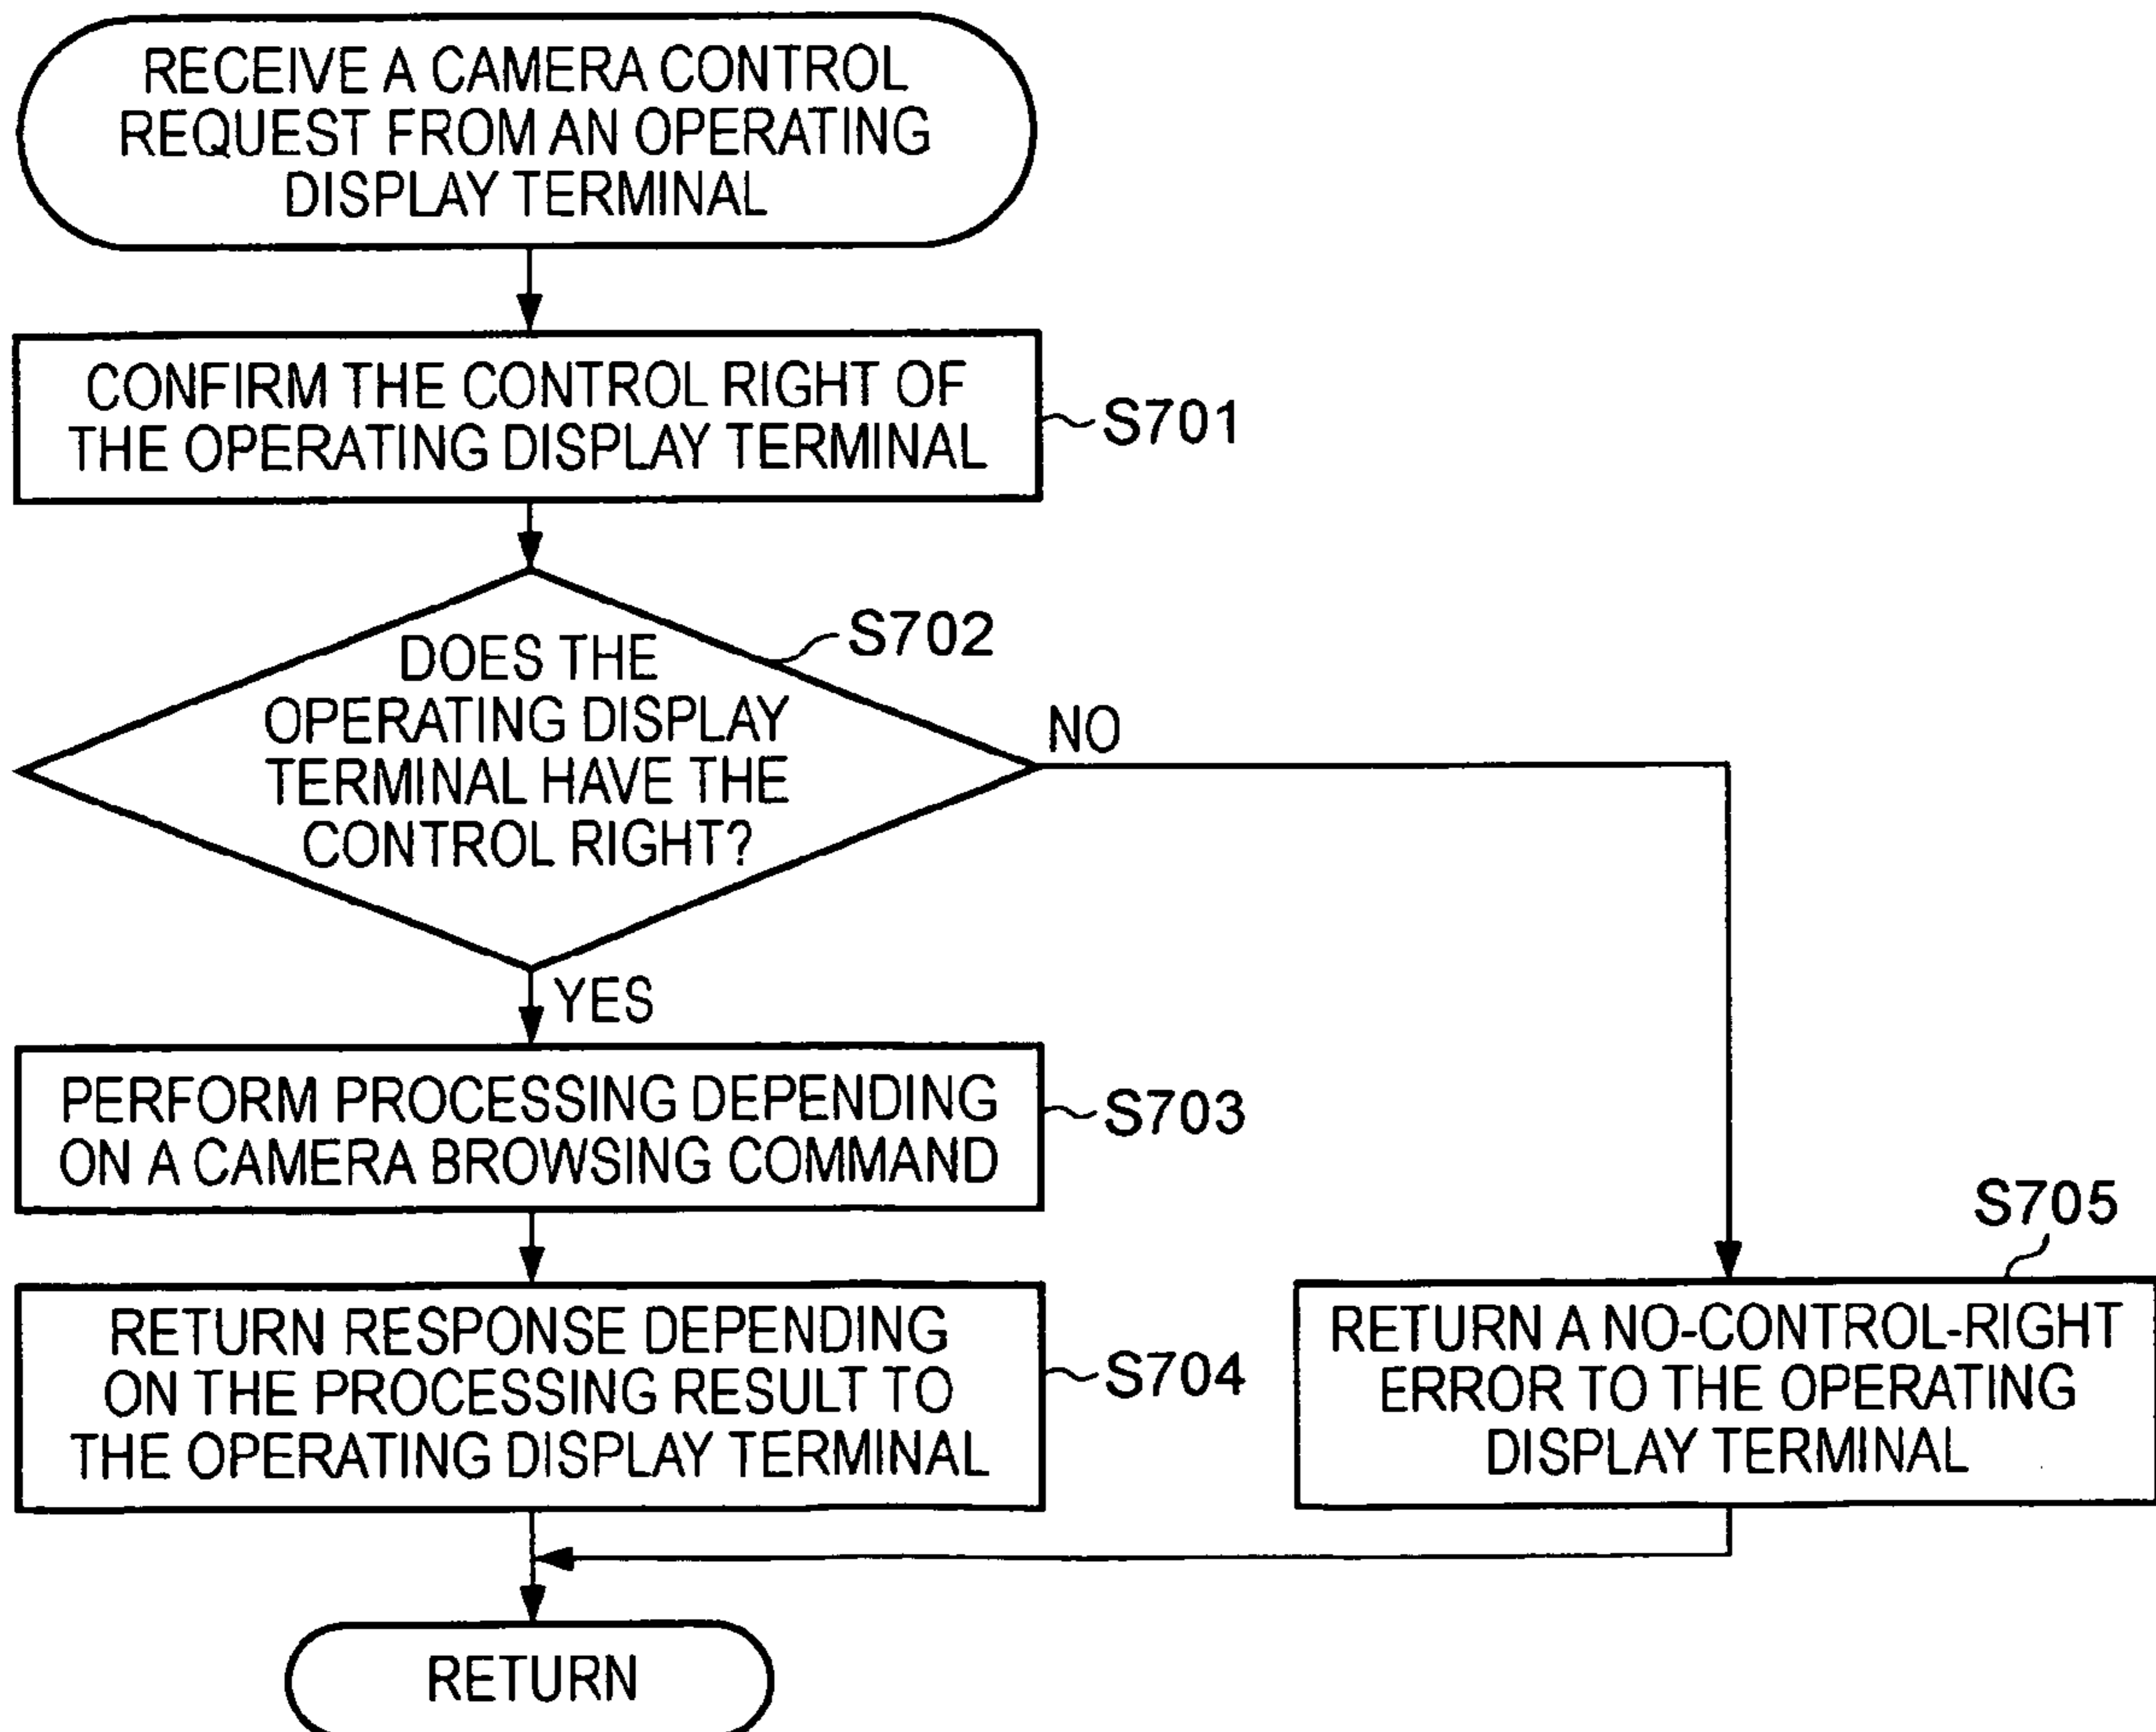 RECEIVE A CAMERA CONTROL
REQUEST FROM AN OPERATING
DISPLAY TERMINAL
CONFIRM THE CONTROL RIGHT OF
THE OPERATING DISPLAY TERMINAL
S701
S702
DOES THE
OPERATING DISPLAY
TERMINAL HAVE THE
CONTROL RIGHT?
NO
YES
PERFORM PROCESSING DEPENDING
ON A CAMERA BROWSING COMMAND
S703
RETURN RESPONSE DEPENDING
ON THE PROCESSING RESULT TO
THE OPERATING DISPLAY TERMINAL
S704
S705
RETURN A NO-CONTROL-RIGHT
ERROR TO THE OPERATING
DISPLAY TERMINAL
RETURN